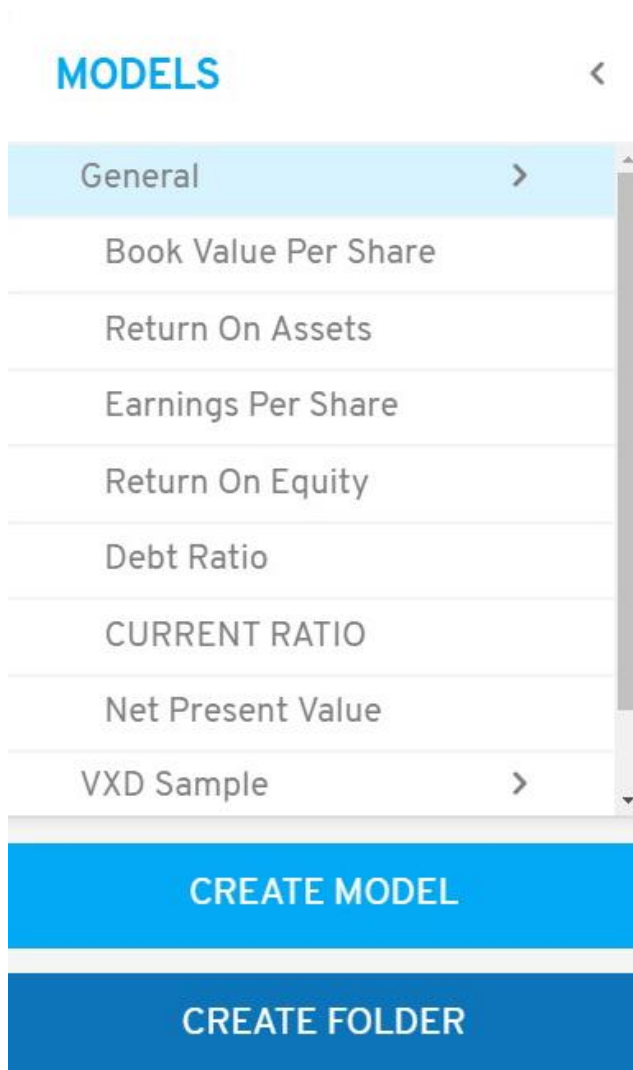 MODELS
General
Book Value Per Share
Return On Assets
Earnings Per Share
Return On Equity
Debt Ratio
CURRENT RATIO
Net Present Value
VXD Sample
CREATE MODEL
CREATE FOLDER